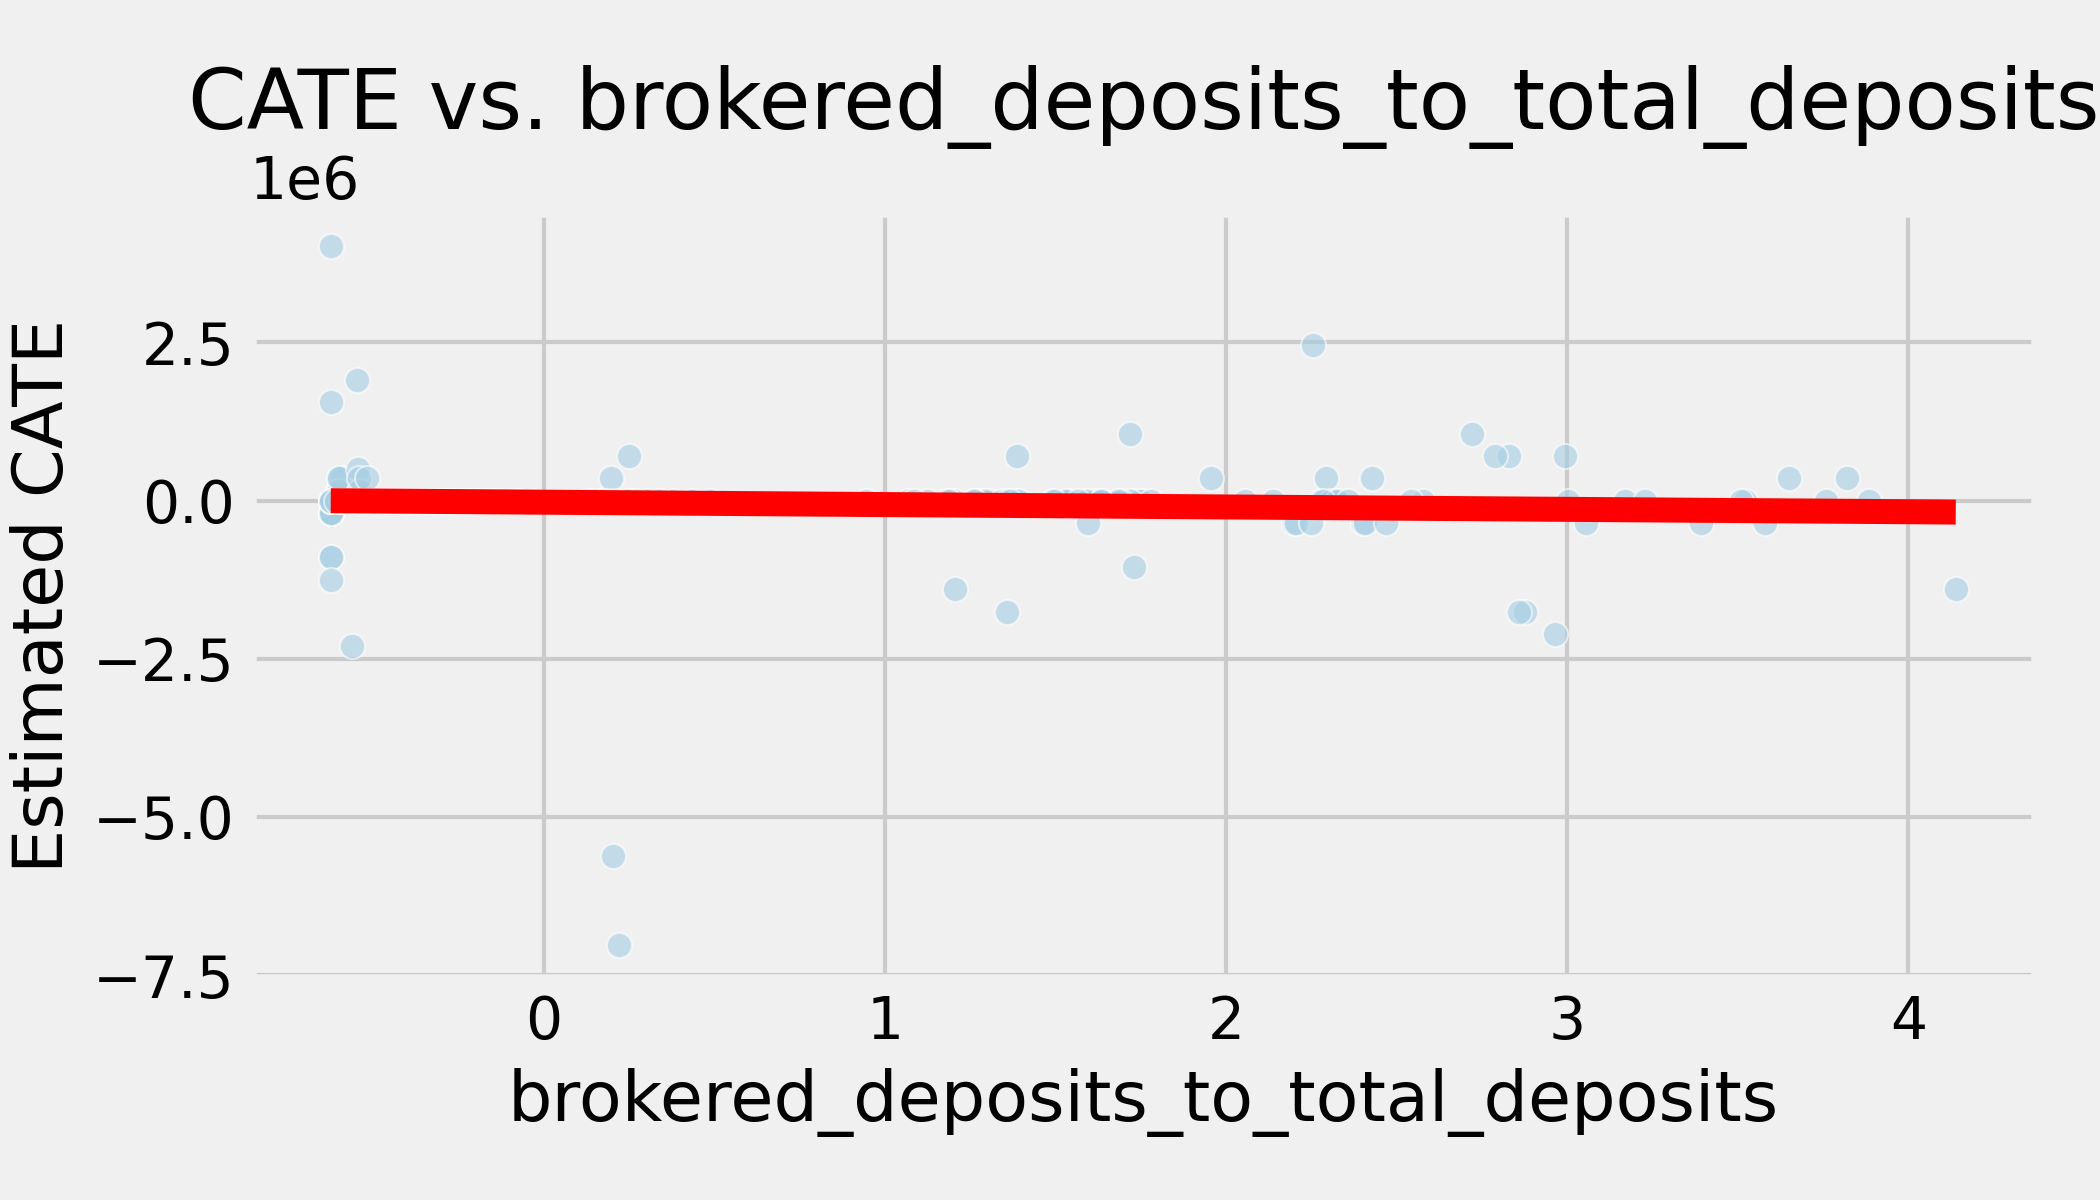 CATE vs. brokered_deposits_to_total_deposits
1e6
2.5
0.0
−2.5
−5.0
−7.5
Estimated CATE
0 1 2 3 4
brokered_deposits_to_total_deposits